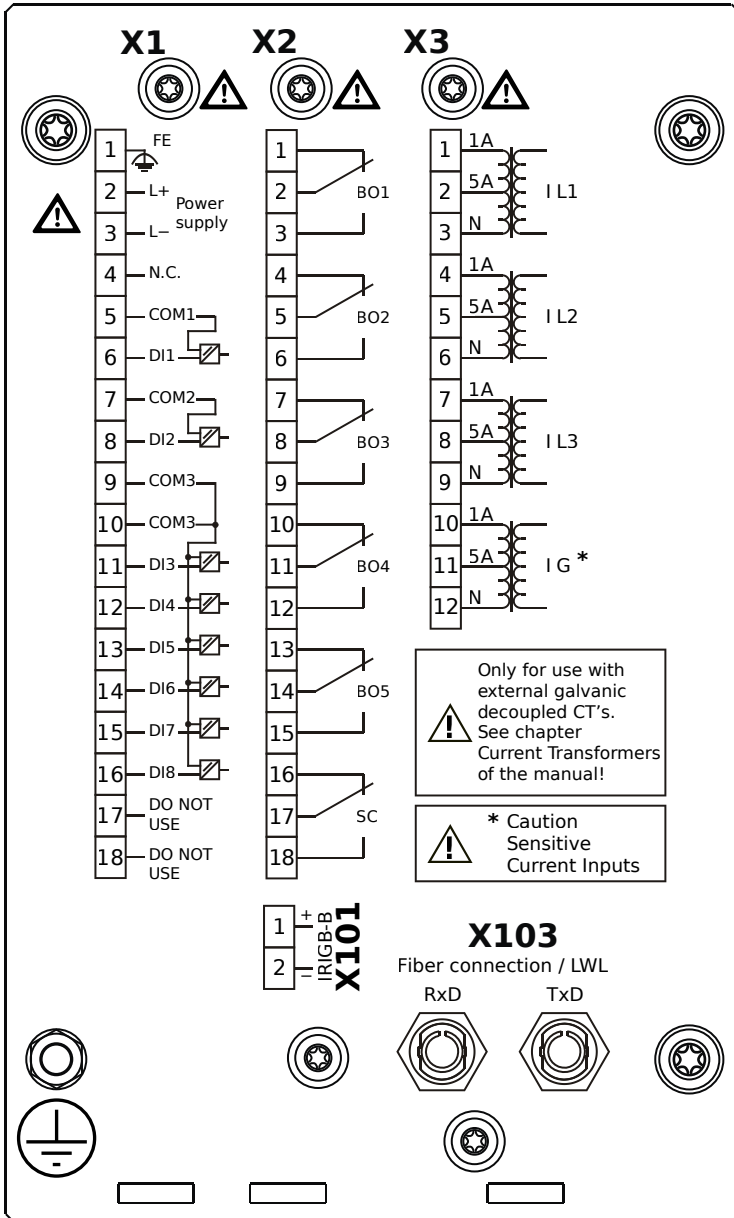 X1
X2
X3
1 FE
2 L+
Power
supply
3 L−
4 N.C.
5 COM1
6 DI1
7 COM2
8 DI2
9 COM3
10 COM3
11 DI3
12 DI4
13 DI5
14 DI6
15 DI7
16 DI8
17 DO NOT
USE
18 DO NOT
USE
1
2 BO1
3
4
5 BO2
6
7
8 BO3
9
10
11 BO4
12
13
14 BO5
15
16
17 SC
18
1 1A
2 5A I L1
3 N
4 1A
5 5A I L2
6 N
7 1A
8 5A I L3
9 N
10 1A
11 5A I G *
12 N
Only for use with
external galvanic
decoupled CT's.
See chapter
Current Transformers
of the manual!
* Caution
Sensitive
Current Inputs
1 +
2 −
IRIGB-B
X101
X103
Fiber connection / LWL
RxD TxD